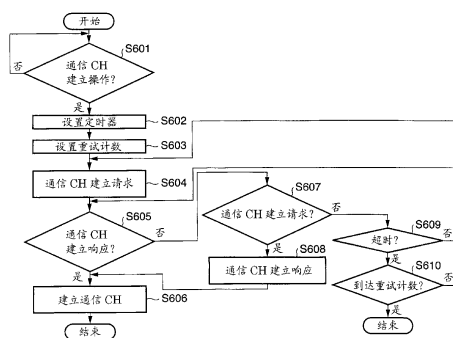 开始
S601
通信 CH
建立操作?
否
是
设置定时器
S602
设置重试计数
S603
通信 CH 建立请求
S604
S605
通信 CH
建立响应?
否
是
建立通信 CH
S606
结束
S607
通信 CH 建立请求?
否
是
S608
通信 CH 建立响应
S609
超时?
否
是
S610
到达重试计数?
否
是
结束